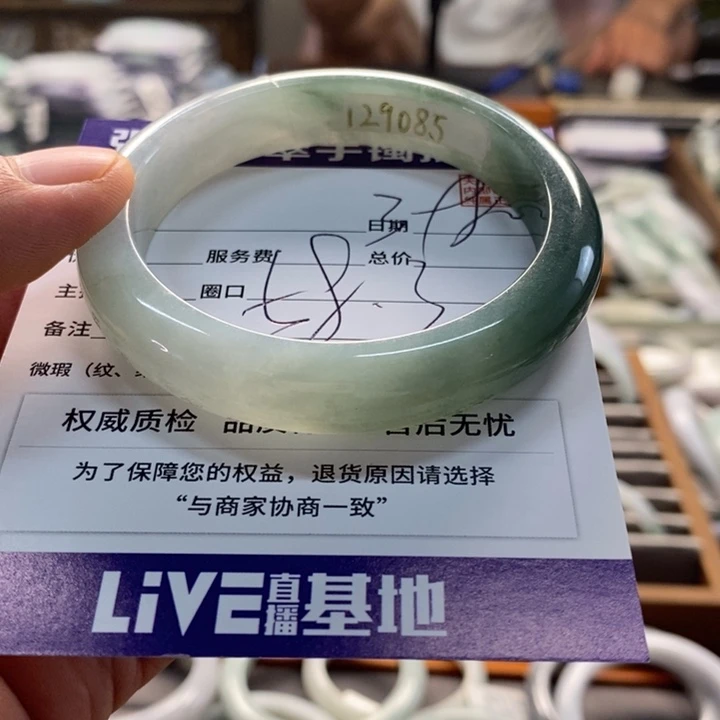 129085
日期
服务费
总价
圈口 58.3
备注
微瑕（纹、
权威质检 售后无忧
为了保障您的权益，退货原因请选择
“与商家协商一致”
LiVE直播基地